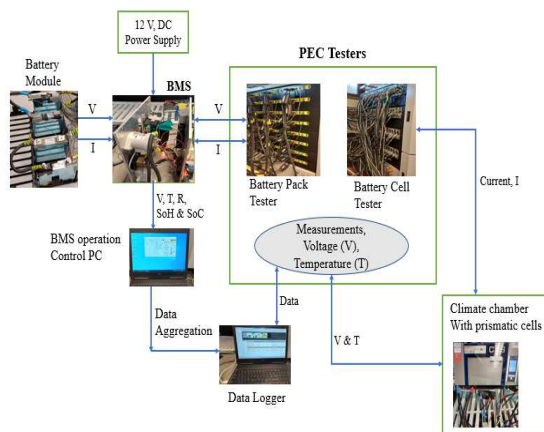 12 V, DC
Power Supply
PEC Testers
Battery
Module
BMS
V
I
V
I
Battery Pack
Tester
Battery Cell
Tester
Current, I
V, T, R,
SoH & SoC
BMS operation
Control PC
Measurements,
Voltage (V),
Temperature (T)
Data
Aggregation
Data
V & T
Data Logger
Climate chamber
With prismatic cells